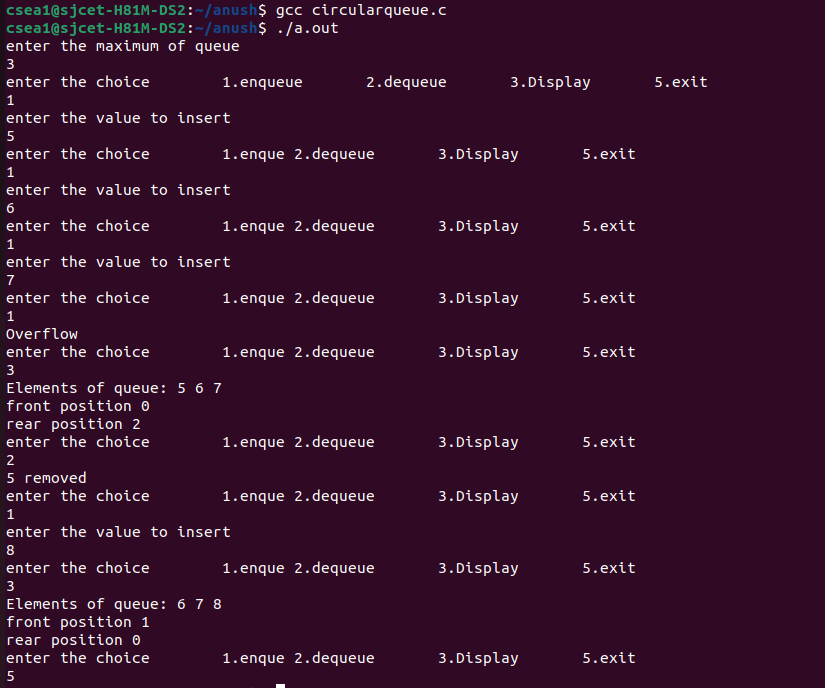 csea1@sjcet-H81M-DS2:~/anush$ gcc circularqueue.c
csea1@sjcet-H81M-DS2:~/anush$ ./a.out
enter the maximum of queue
3
enter the choice        1.enqueue       2.dequeue       3.Display       5.exit
1
enter the value to insert
5
enter the choice        1.enque 2.dequeue       3.Display       5.exit
1
enter the value to insert
6
enter the choice        1.enque 2.dequeue       3.Display       5.exit
1
enter the value to insert
7
enter the choice        1.enque 2.dequeue       3.Display       5.exit
1
Overflow
enter the choice        1.enque 2.dequeue       3.Display       5.exit
3
Elements of queue: 5 6 7
front position 0
rear position 2
enter the choice        1.enque 2.dequeue       3.Display       5.exit
2
5 removed
enter the choice        1.enque 2.dequeue       3.Display       5.exit
1
enter the value to insert
8
enter the choice        1.enque 2.dequeue       3.Display       5.exit
3
Elements of queue: 6 7 8
front position 1
rear position 0
enter the choice        1.enque 2.dequeue       3.Display       5.exit
5